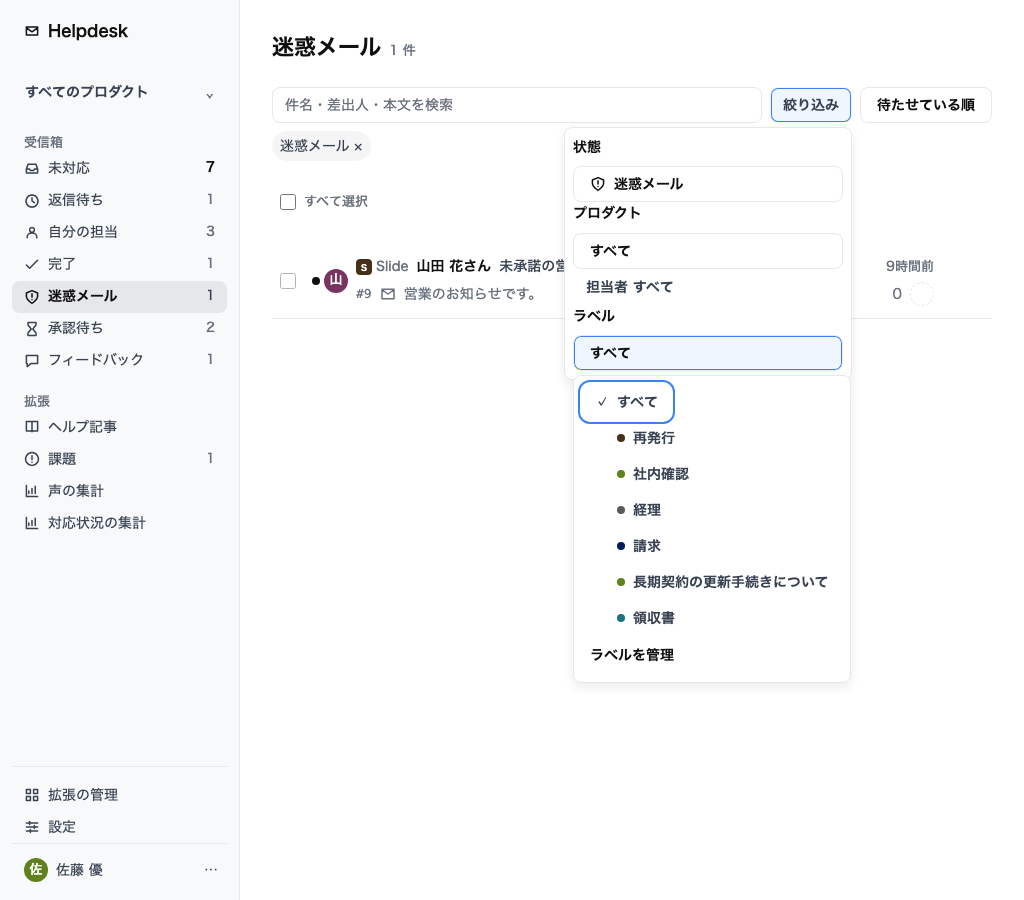 Helpdesk
すべてのプロダクト
受信箱
未対応 7
返信待ち 1
自分の担当 3
完了 1
迷惑メール 1
承認待ち 2
フィードバック 1
拡張
ヘルプ記事
課題 1
声の集計
対応状況の集計
拡張の管理
設定
佐 佐藤 優 …
迷惑メール 1 件
件名・差出人・本文を検索 絞り込み 待たせている順
迷惑メール ×
すべて選択
山 S Slide 山田 花さん 未承諾の営 9時間前
#9 営業のお知らせです。 0
状態
迷惑メール
プロダクト
すべて
担当者 すべて
ラベル
すべて
✓ すべて
再発行
社内確認
経理
請求
長期契約の更新手続きについて
領収書
ラベルを管理